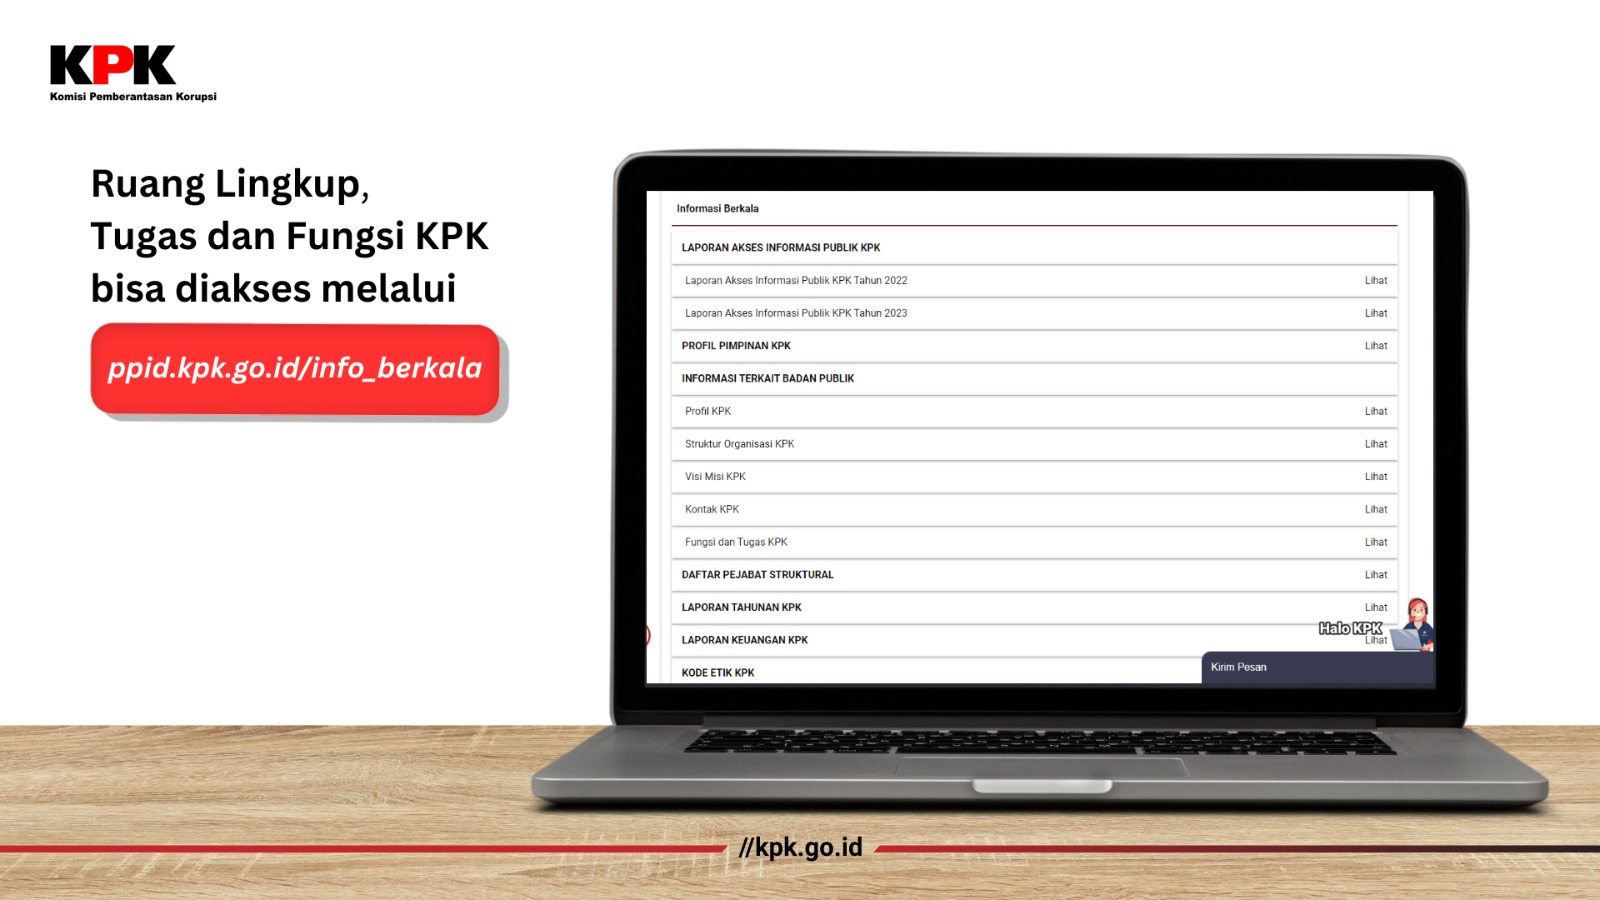 KPK
Komisi Pemberantasan Korupsi
Ruang Lingkup,
Tugas dan Fungsi KPK
bisa diakses melalui
ppid.kpk.go.id/info_berkala
Informasi Berkala
LAPORAN AKSES INFORMASI PUBLIK KPK
Laporan Akses Informasi Publik KPK Tahun 2022 Lihat
Laporan Akses Informasi Publik KPK Tahun 2023 Lihat
PROFIL PIMPINAN KPK Lihat
INFORMASI TERKAIT BADAN PUBLIK
Profil KPK Lihat
Struktur Organisasi KPK Lihat
Visi Misi KPK Lihat
Kontak KPK Lihat
Fungsi dan Tugas KPK Lihat
DAFTAR PEJABAT STRUKTURAL Lihat
LAPORAN TAHUNAN KPK Lihat
Halo KPK
LAPORAN KEUANGAN KPK Lihat
KODE ETIK KPK
Kirim Pesan
//kpk.go.id